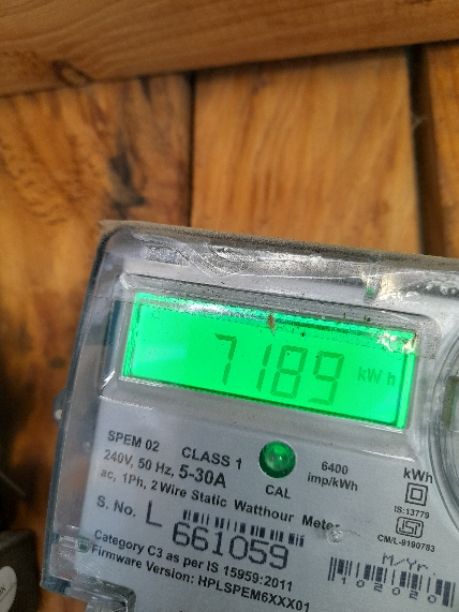 7189 kWh
SPEM 02 CLASS 1
240V, 50 Hz, 5-30A
ac, 1Ph, 2 Wire Static Watthour Meter
CAL
6400
imp/kWh
kWh
IS:13779
ISI
CM/L-9190783
S. No. L 661059
Category C3 as per IS 15959:2011
Firmware Version: HPLSPEM6XXX01
M/Yr.
102020